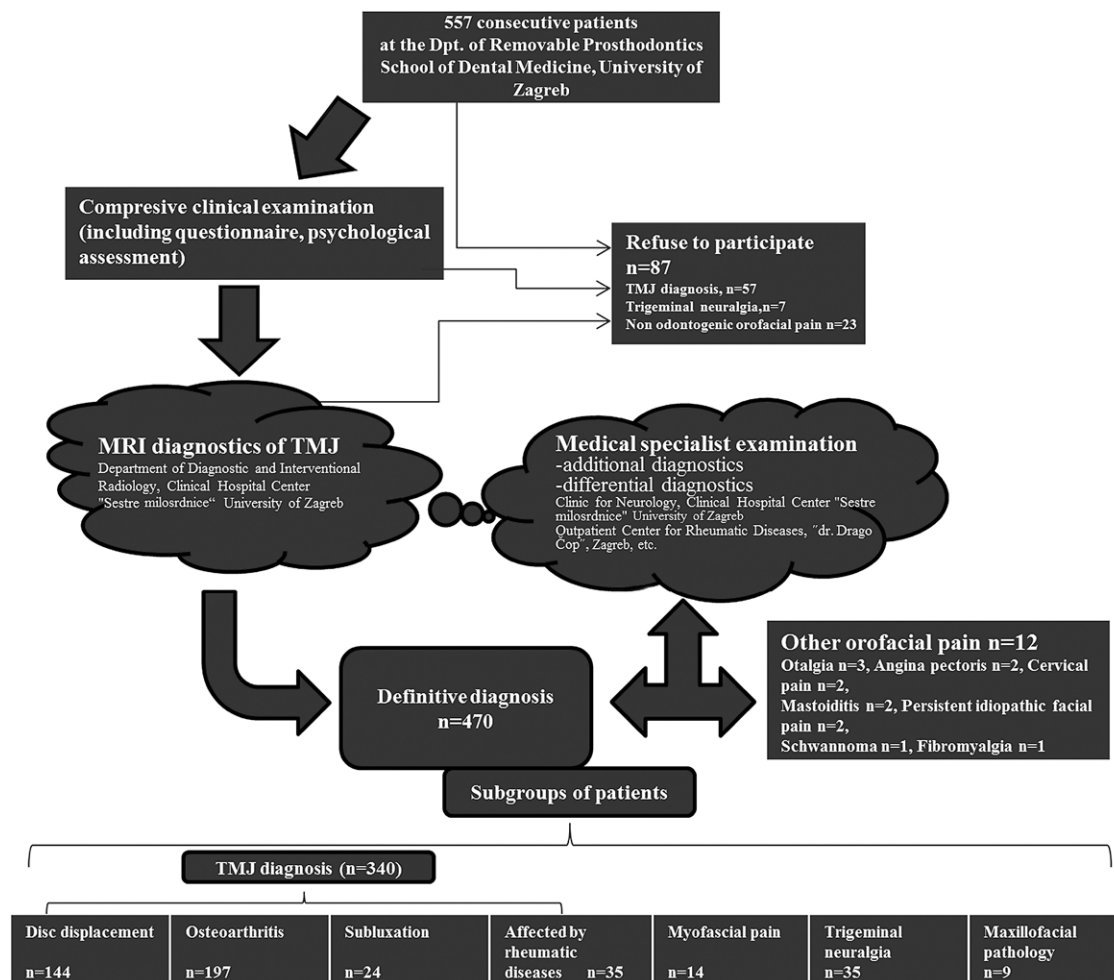 557 consecutive patients
at the Dpt. of Removable Prosthodontics
School of Dental Medicine, University of
Zagreb
Compresive clinical examination
(including questionnaire, psychological
assessment)
Refuse to participate
n=87
TMJ diagnosis, n=57
Trigeminal neuralgia,n=7
Non odontogenic orofacial pain n=23
MRI diagnostics of TMJ
Department of Diagnostic and Interventional
Radiology, Clinical Hospital Center
"Sestre milosrdnice“ University of Zagreb
Medical specialist examination
-additional diagnostics
-differential diagnostics
Clinic for Neurology, Clinical Hospital Center "Sestre
milosrdnice" University of Zagreb
Outpatient Center for Rheumatic Diseases, ˝dr. Drago
Čop˝, Zagreb, etc.
Other orofacial pain n=12
Otalgia n=3, Angina pectoris n=2, Cervical
pain n=2,
Mastoiditis n=2, Persistent idiopathic facial
pain n=2,
Schwannoma n=1, Fibromyalgia n=1
Definitive diagnosis
n=470
Subgroups of patients
TMJ diagnosis (n=340)
Disc displacement
n=144
Osteoarthritis
n=197
Subluxation
n=24
Affected by
rheumatic
diseases n=35
Myofascial pain
n=14
Trigeminal
neuralgia
n=35
Maxillofacial
pathology
n=9